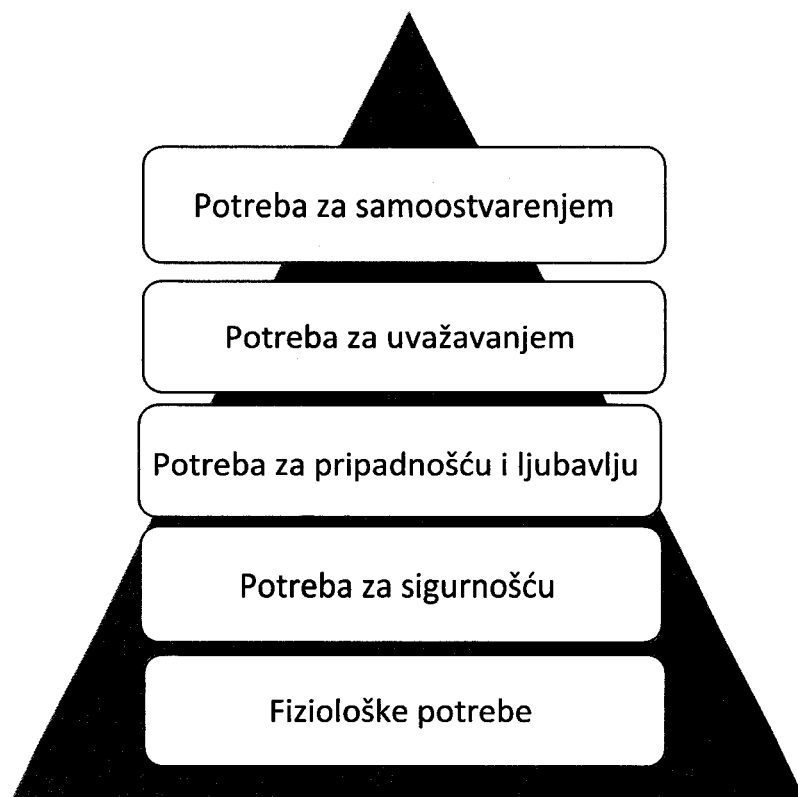 Potreba za samoostvarenjem
Potreba za uvažavanjem
Potreba za pripadnošću i ljubavlju
Potreba za sigurnošću
Fiziološke potrebe